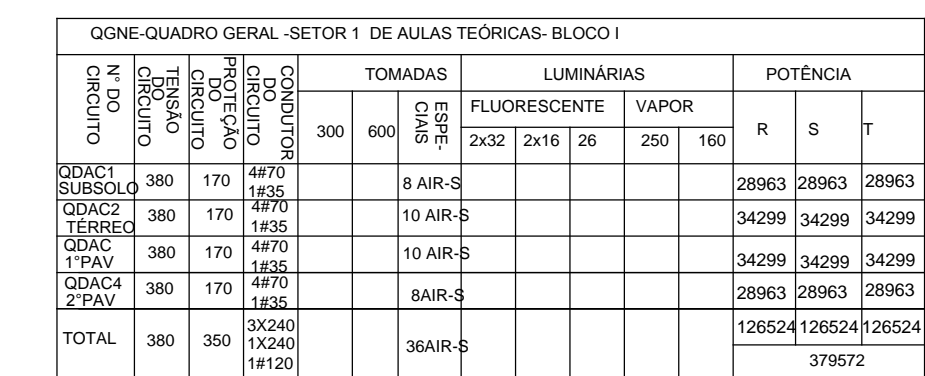 QGNE-QUADRO GERAL -SETOR 1 DE AULAS TEÓRICAS- BLOCO I
N° DO CIRCUITO
TENSÃO DO CIRCUITO
PROTEÇÃO DO CIRCUITO
CONDUTOR DO CIRCUITO
TOMADAS
LUMINÁRIAS
POTÊNCIA
300
600
ESPE-
CIAIS
FLUORESCENTE
VAPOR
2x32
2x16
26
250
160
R
S
T
QDAC1
SUBSOLO
380
170
4#70
1#35
8 AIR-S
28963
28963
28963
QDAC2
TÉRREO
380
170
4#70
1#35
10 AIR-S
34299
34299
34299
QDAC
1°PAV
380
170
4#70
1#35
10 AIR-S
34299
34299
34299
QDAC4
2°PAV
380
170
4#70
1#35
8AIR-S
28963
28963
28963
TOTAL
380
350
3X240
1X240
1#120
36AIR-S
126524
126524
126524
379572